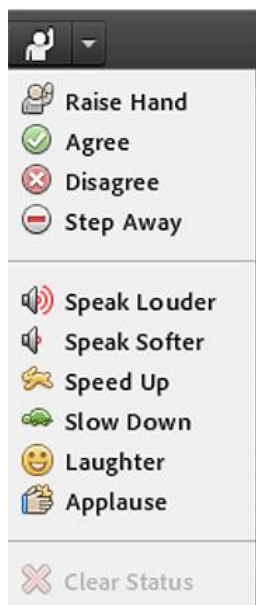 Raise Hand
Agree
Disagree
Step Away
Speak Louder
Speak Softer
Speed Up
Slow Down
Laughter
Applause
Clear Status